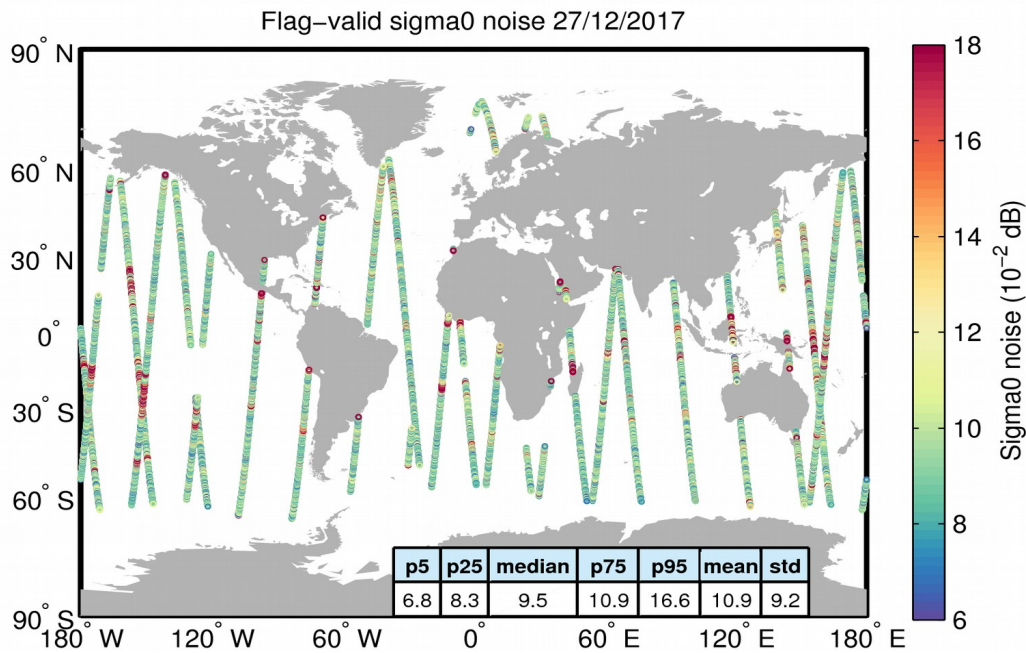 Flag−valid sigma0 noise 27/12/2017
90° N
60° N
30° N
0°
30° S
60° S
90° S
180° W
120° W
60° W
0°
60° E
120° E
180° E
p5 p25 median p75 p95 mean std
6.8 8.3 9.5 10.9 16.6 10.9 9.2
18
16
14
12
10
8
6
Sigma0 noise (10⁻² dB)